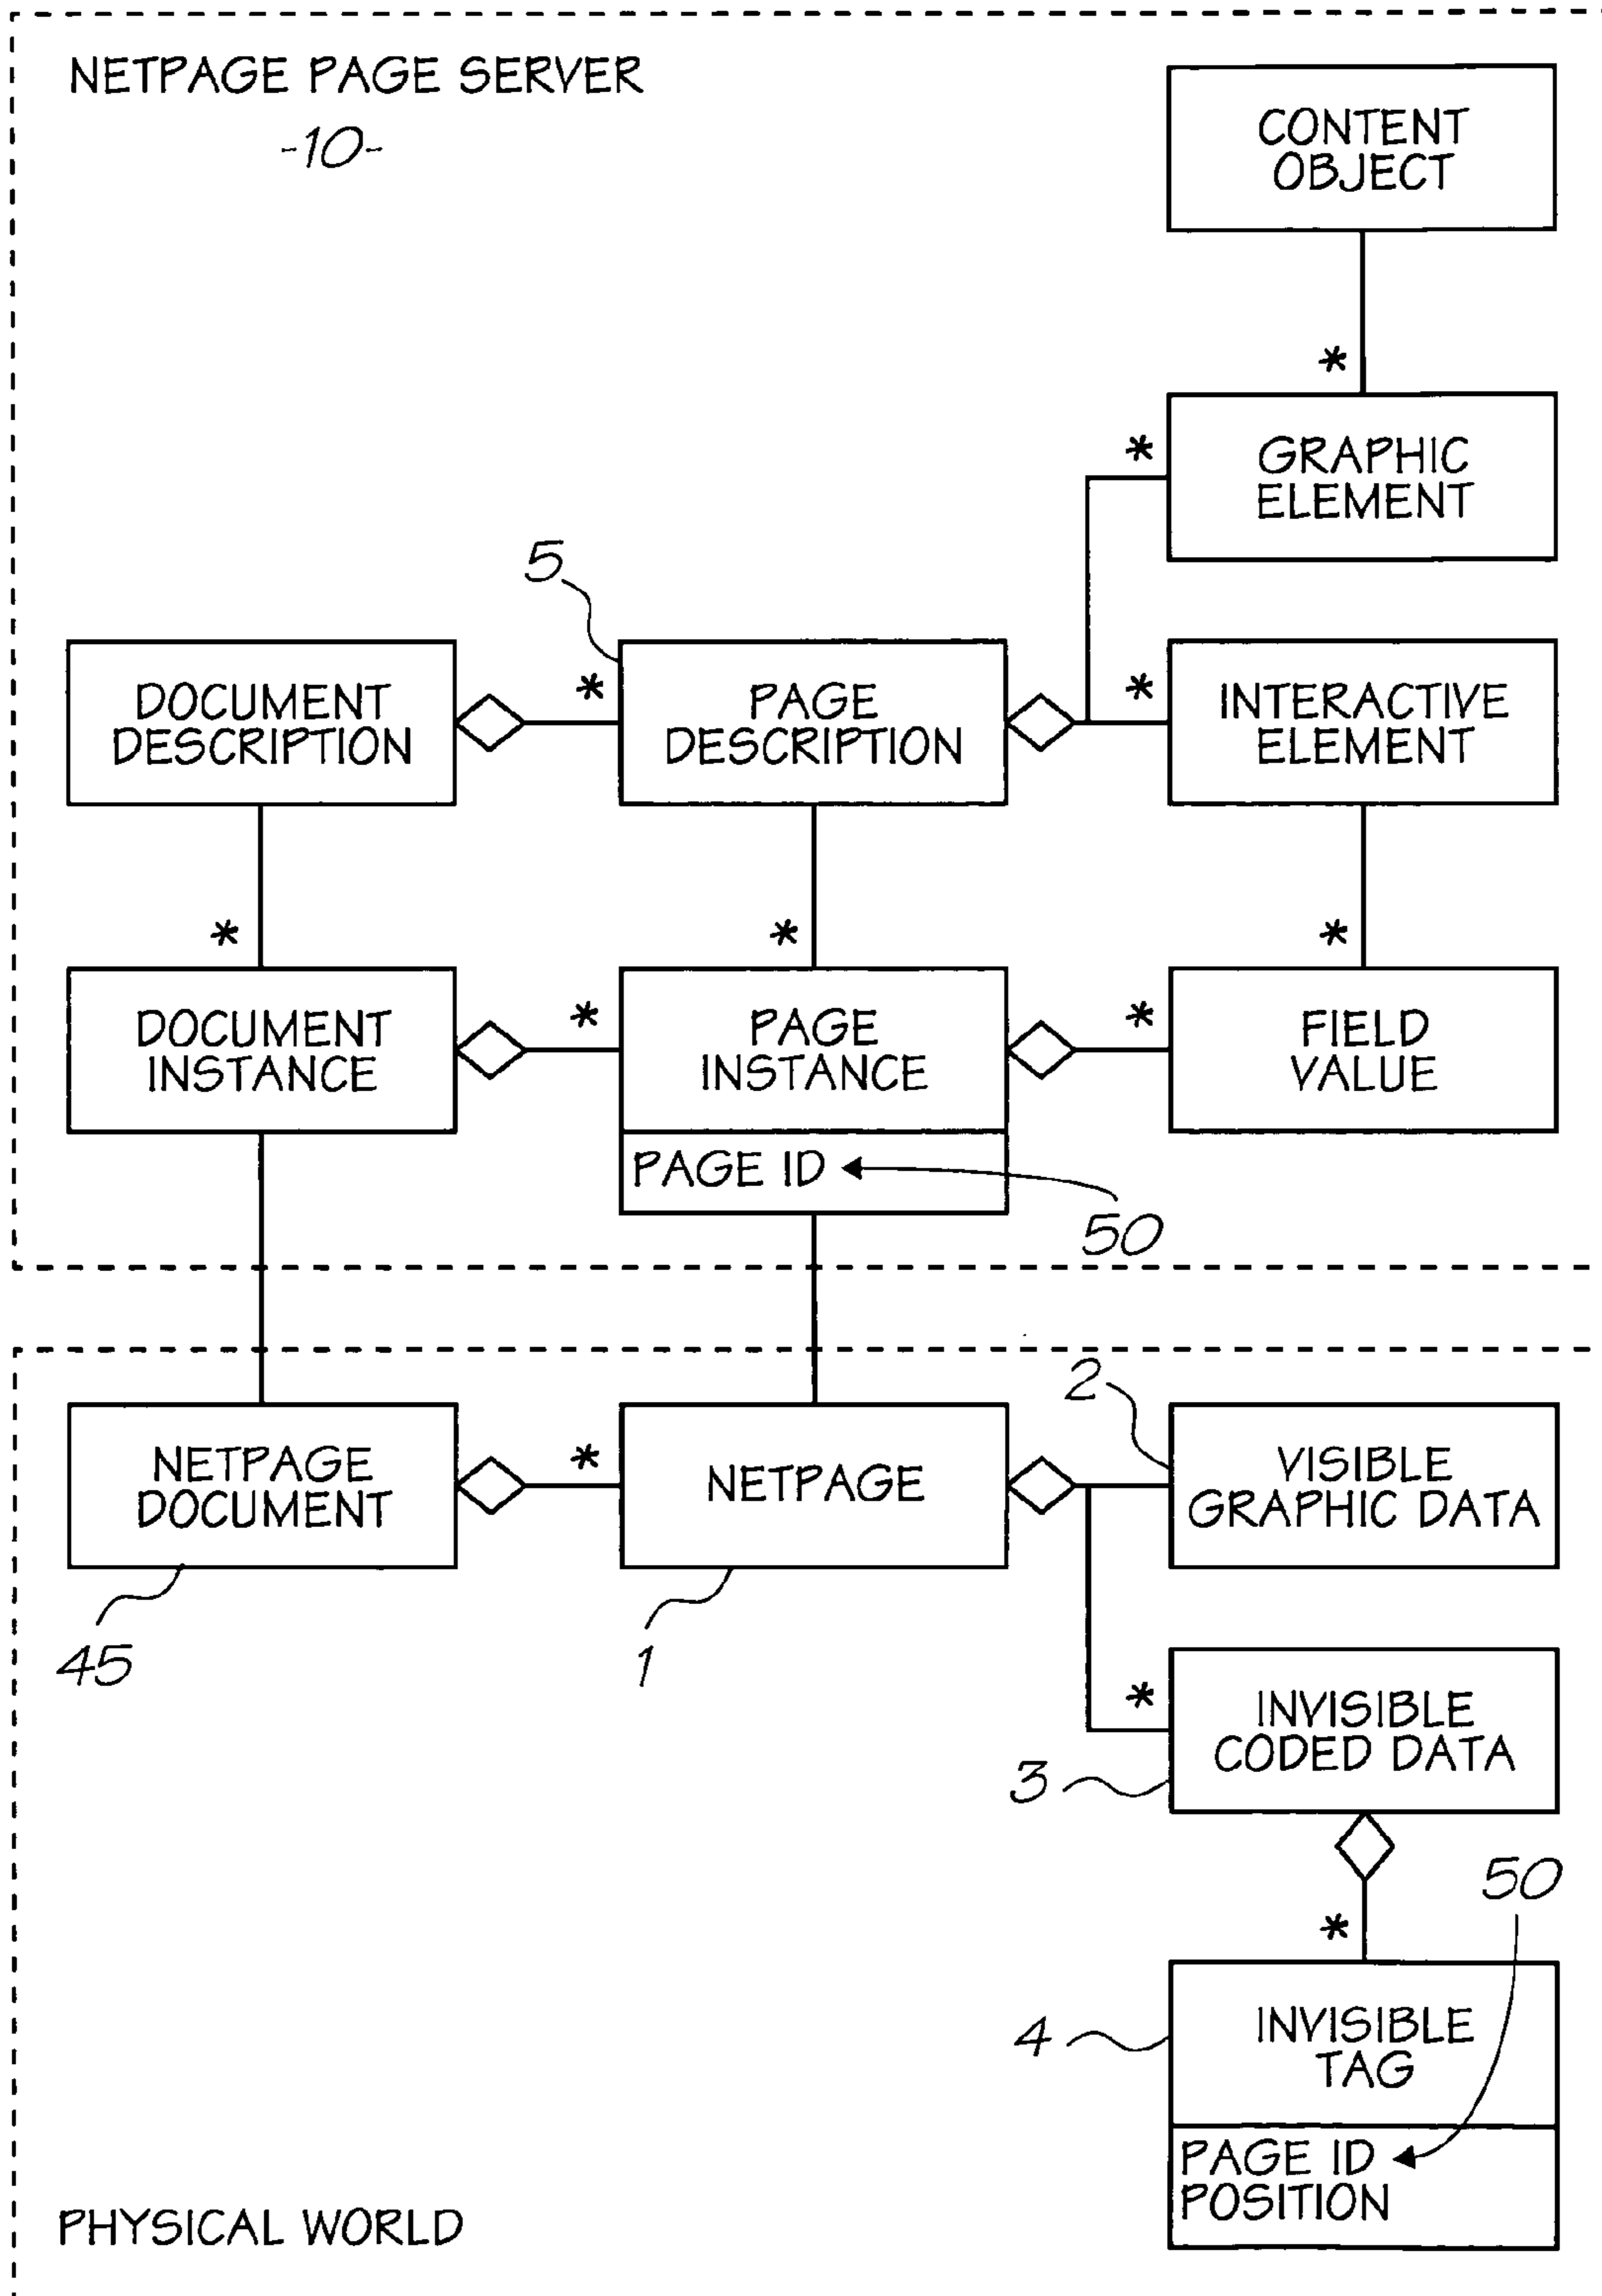 NETPAGE PAGE SERVER
-10-
CONTENT
OBJECT
*
*
GRAPHIC
ELEMENT
5
DOCUMENT
DESCRIPTION
*
PAGE
DESCRIPTION
*
INTERACTIVE
ELEMENT
*
*
*
DOCUMENT
INSTANCE
*
PAGE
INSTANCE
*
FIELD
VALUE
PAGE ID
50
2
NETPAGE
DOCUMENT
*
NETPAGE
VISIBLE
GRAPHIC DATA
45
1
*
INVISIBLE
CODED DATA
3
50
*
4
INVISIBLE
TAG
PAGE ID
POSITION
PHYSICAL WORLD